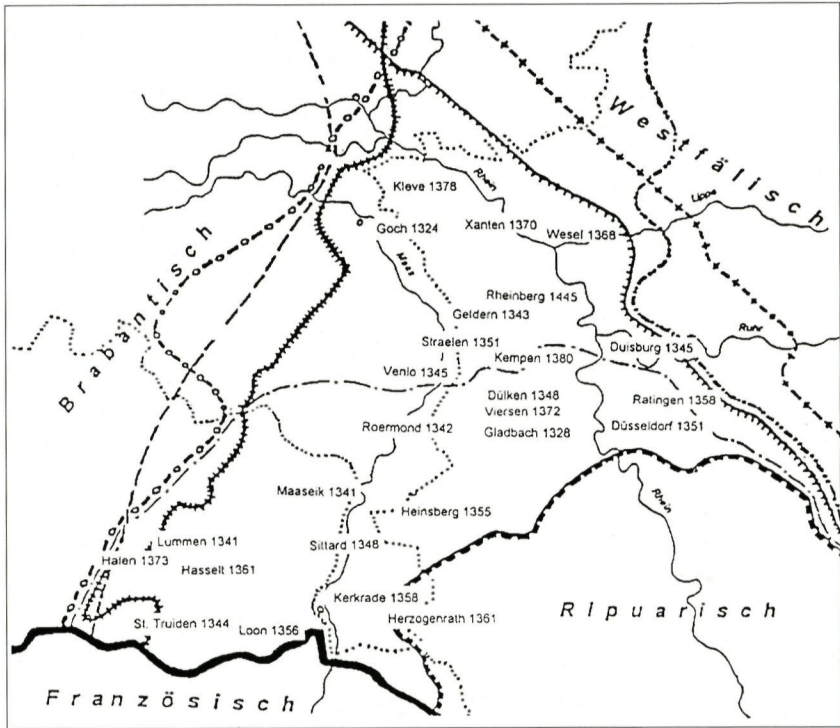 Westfälisch
Brabantisch
Ripuarisch
Französisch
Rhein
Lippe
Maas
Ruhr
Rhein
Kleve 1378
Xanten 1370
Goch 1324
Wesel 1368
Rheinberg 1445
Geldern 1343
Straelen 1351
Duisburg 1345
Kempen 1380
Venlo 1345
Dülken 1348
Ratingen 1358
Viersen 1372
Roermond 1342
Gladbach 1328
Düsseldorf 1351
Maaseik 1341
Heinsberg 1355
Lummen 1341
Sittard 1348
Halen 1373
Hasselt 1361
Kerkrade 1358
St. Truiden 1344
Loon 1356
Herzogenrath 1361